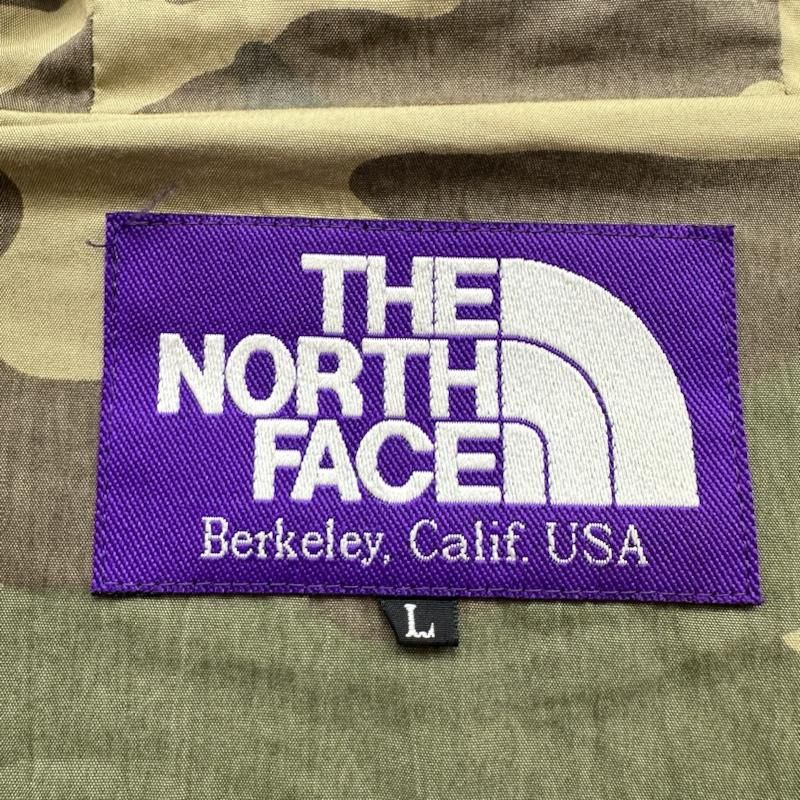 THE
NORTH
FACE
Berkeley, Calif. USA
L